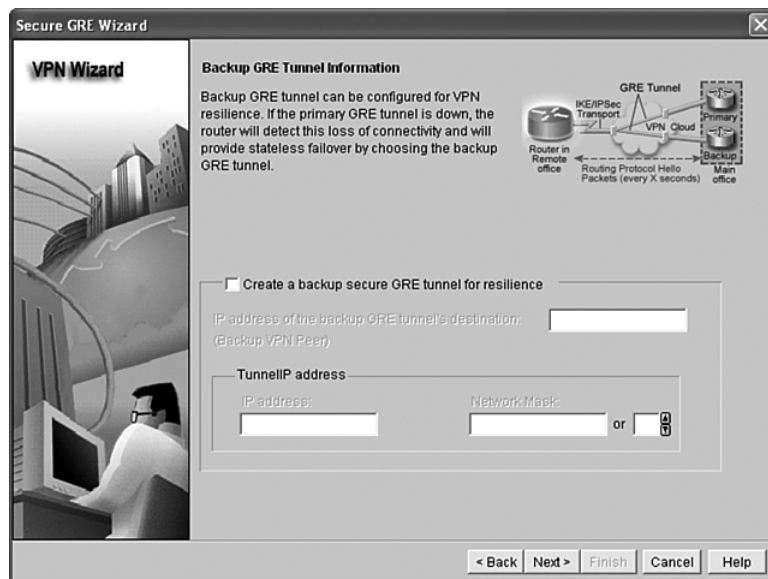 Secure GRE Wizard
VPN Wizard
Backup GRE Tunnel Information
Backup GRE tunnel can be configured for VPN
resilience. If the primary GRE tunnel is down, the
router will detect this loss of connectivity and will
provide stateless failover by choosing the backup
GRE tunnel.
GRE Tunnel
IKE/IPSec
Transport
Primary
VPN Cloud
Router in
Remote
office
Backup
Routing Protocol Hello
Packets (every X seconds)
Main
office
Create a backup secure GRE tunnel for resilience
IP address of the backup GRE tunnel's destination:
(Backup VPN Peer)
TunnelIP address
IP address:
Network Mask:
or
< Back
Next >
Finish
Cancel
Help